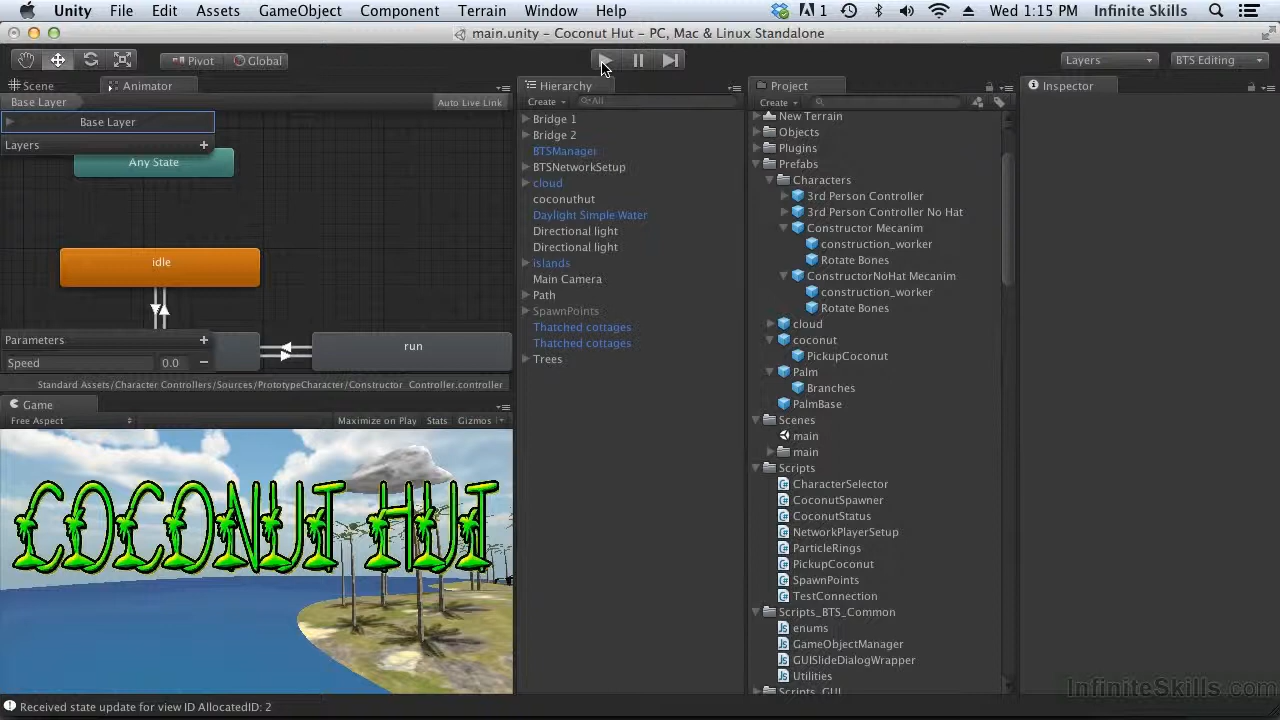 Unity File Edit Assets GameObject Component Terrain Window Help 1 Wed 1:15 PM Infinite Skills
main.unity – Coconut Hut – PC, Mac & Linux Standalone
Pivot Global Layers BTS Editing
Scene Animator
Base Layer Auto Live Link
Base Layer
Layers +
Any State
idle
run
Parameters +
Speed 0.0 −
Standard Assets/Character Controllers/Sources/PrototypeCharacter/Constructor Controller.controller
Game
Free Aspect Maximize on Play Stats Gizmos
COCONUT HUT
Hierarchy
Create All
Bridge 1
Bridge 2
BTSManager
BTSNetworkSetup
cloud
coconuthut
Daylight Simple Water
Directional light
Directional light
islands
Main Camera
Path
SpawnPoints
Thatched cottages
Thatched cottages
Trees
Project
Create
New Terrain
Objects
Plugins
Prefabs
Characters
3rd Person Controller
3rd Person Controller No Hat
Constructor Mecanim
construction_worker
Rotate Bones
ConstructorNoHat Mecanim
construction_worker
Rotate Bones
cloud
coconut
PickupCoconut
Palm
Branches
PalmBase
Scenes
main
main
Scripts
CharacterSelector
CoconutSpawner
CoconutStatus
NetworkPlayerSetup
ParticleRings
PickupCoconut
SpawnPoints
TestConnection
Scripts_BTS_Common
enums
GameObjectManager
GUISlideDialogWrapper
Utilities
Scripts_GUI
Inspector
InfiniteSkills.com
Received state update for view ID AllocatedID: 2